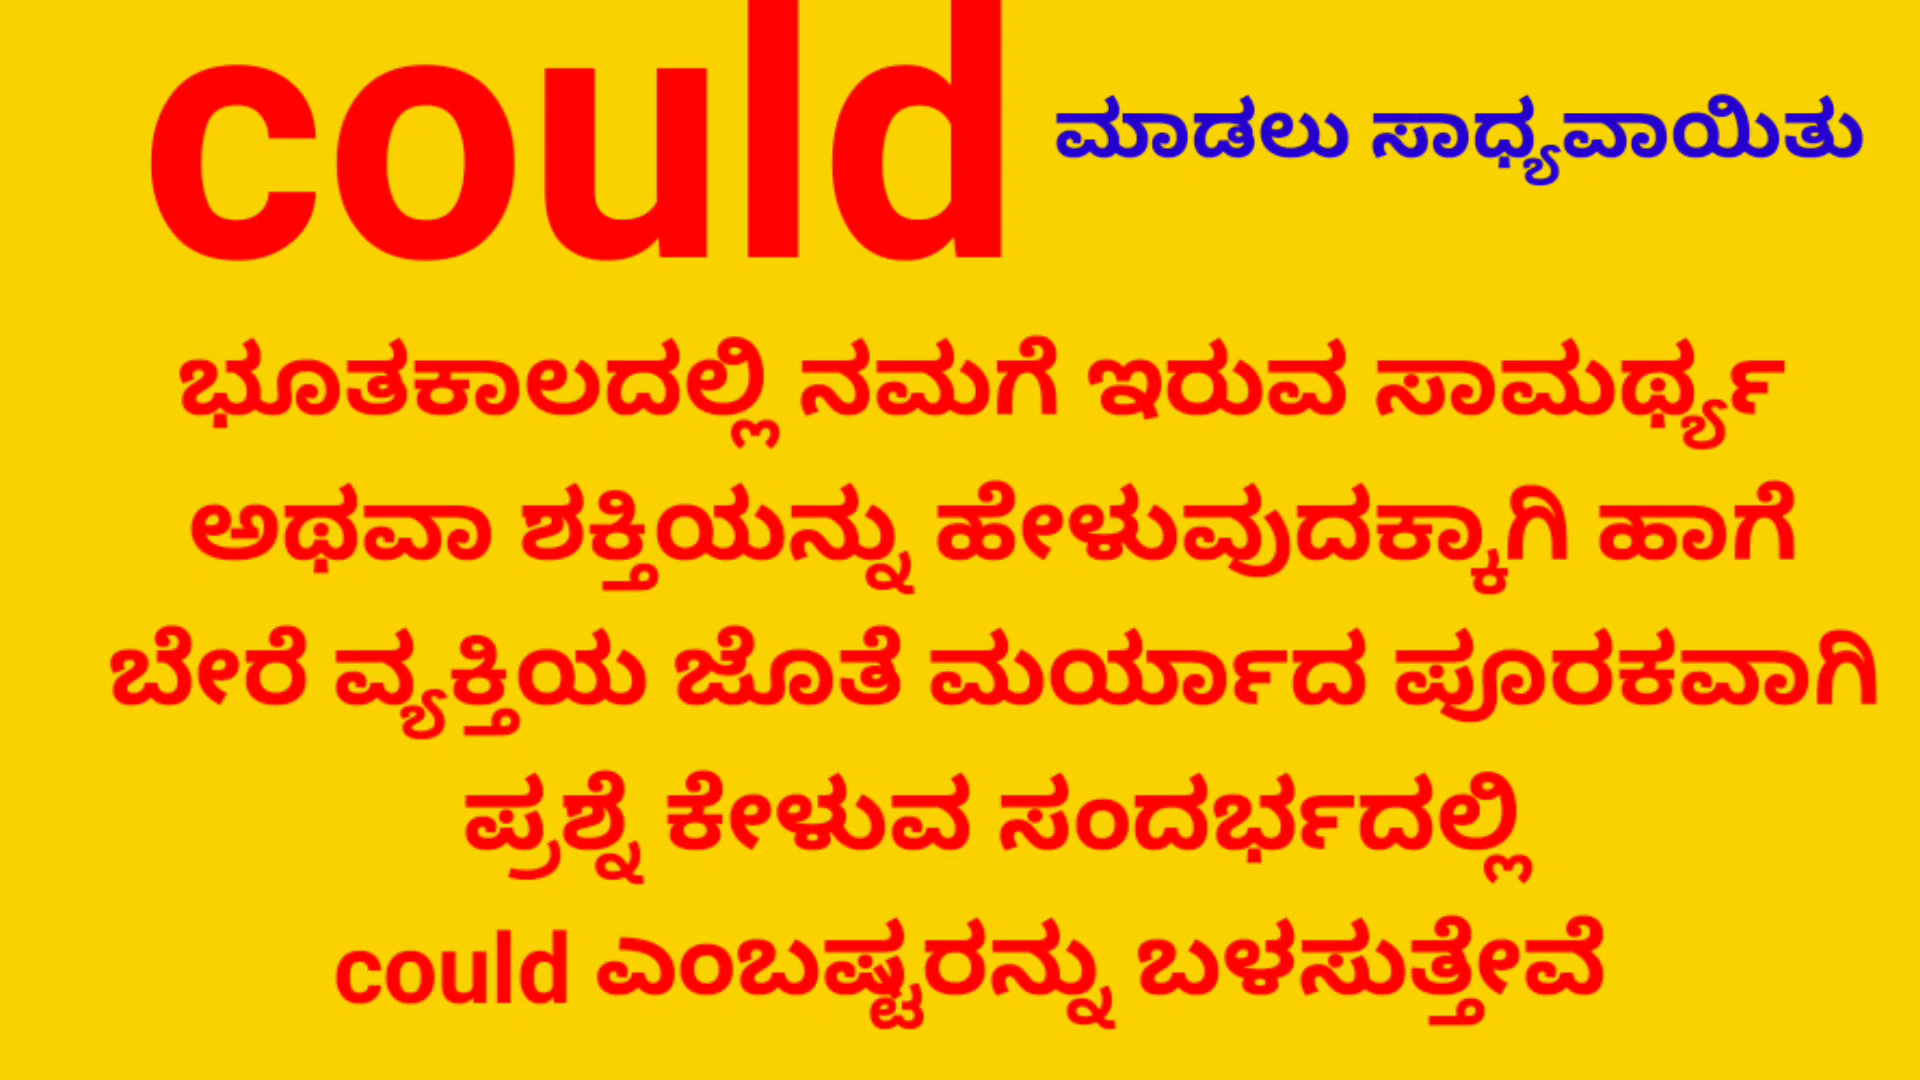 could ಮಾಡಲು ಸಾಧ್ಯವಾಯಿತು
ಭೂತಕಾಲದಲ್ಲಿ ನಮಗೆ ಇರುವ ಸಾಮರ್ಥ್ಯ
ಅಥವಾ ಶಕ್ತಿಯನ್ನು ಹೇಳುವುದಕ್ಕಾಗಿ ಹಾಗೆ
ಬೇರೆ ವ್ಯಕ್ತಿಯ ಜೊತೆ ಮರ್ಯಾದ ಪೂರಕವಾಗಿ
ಪ್ರಶ್ನೆ ಕೇಳುವ ಸಂದರ್ಭದಲ್ಲಿ
could ಎಂಬಷ್ಟರನ್ನು ಬಳಸುತ್ತೇವೆ